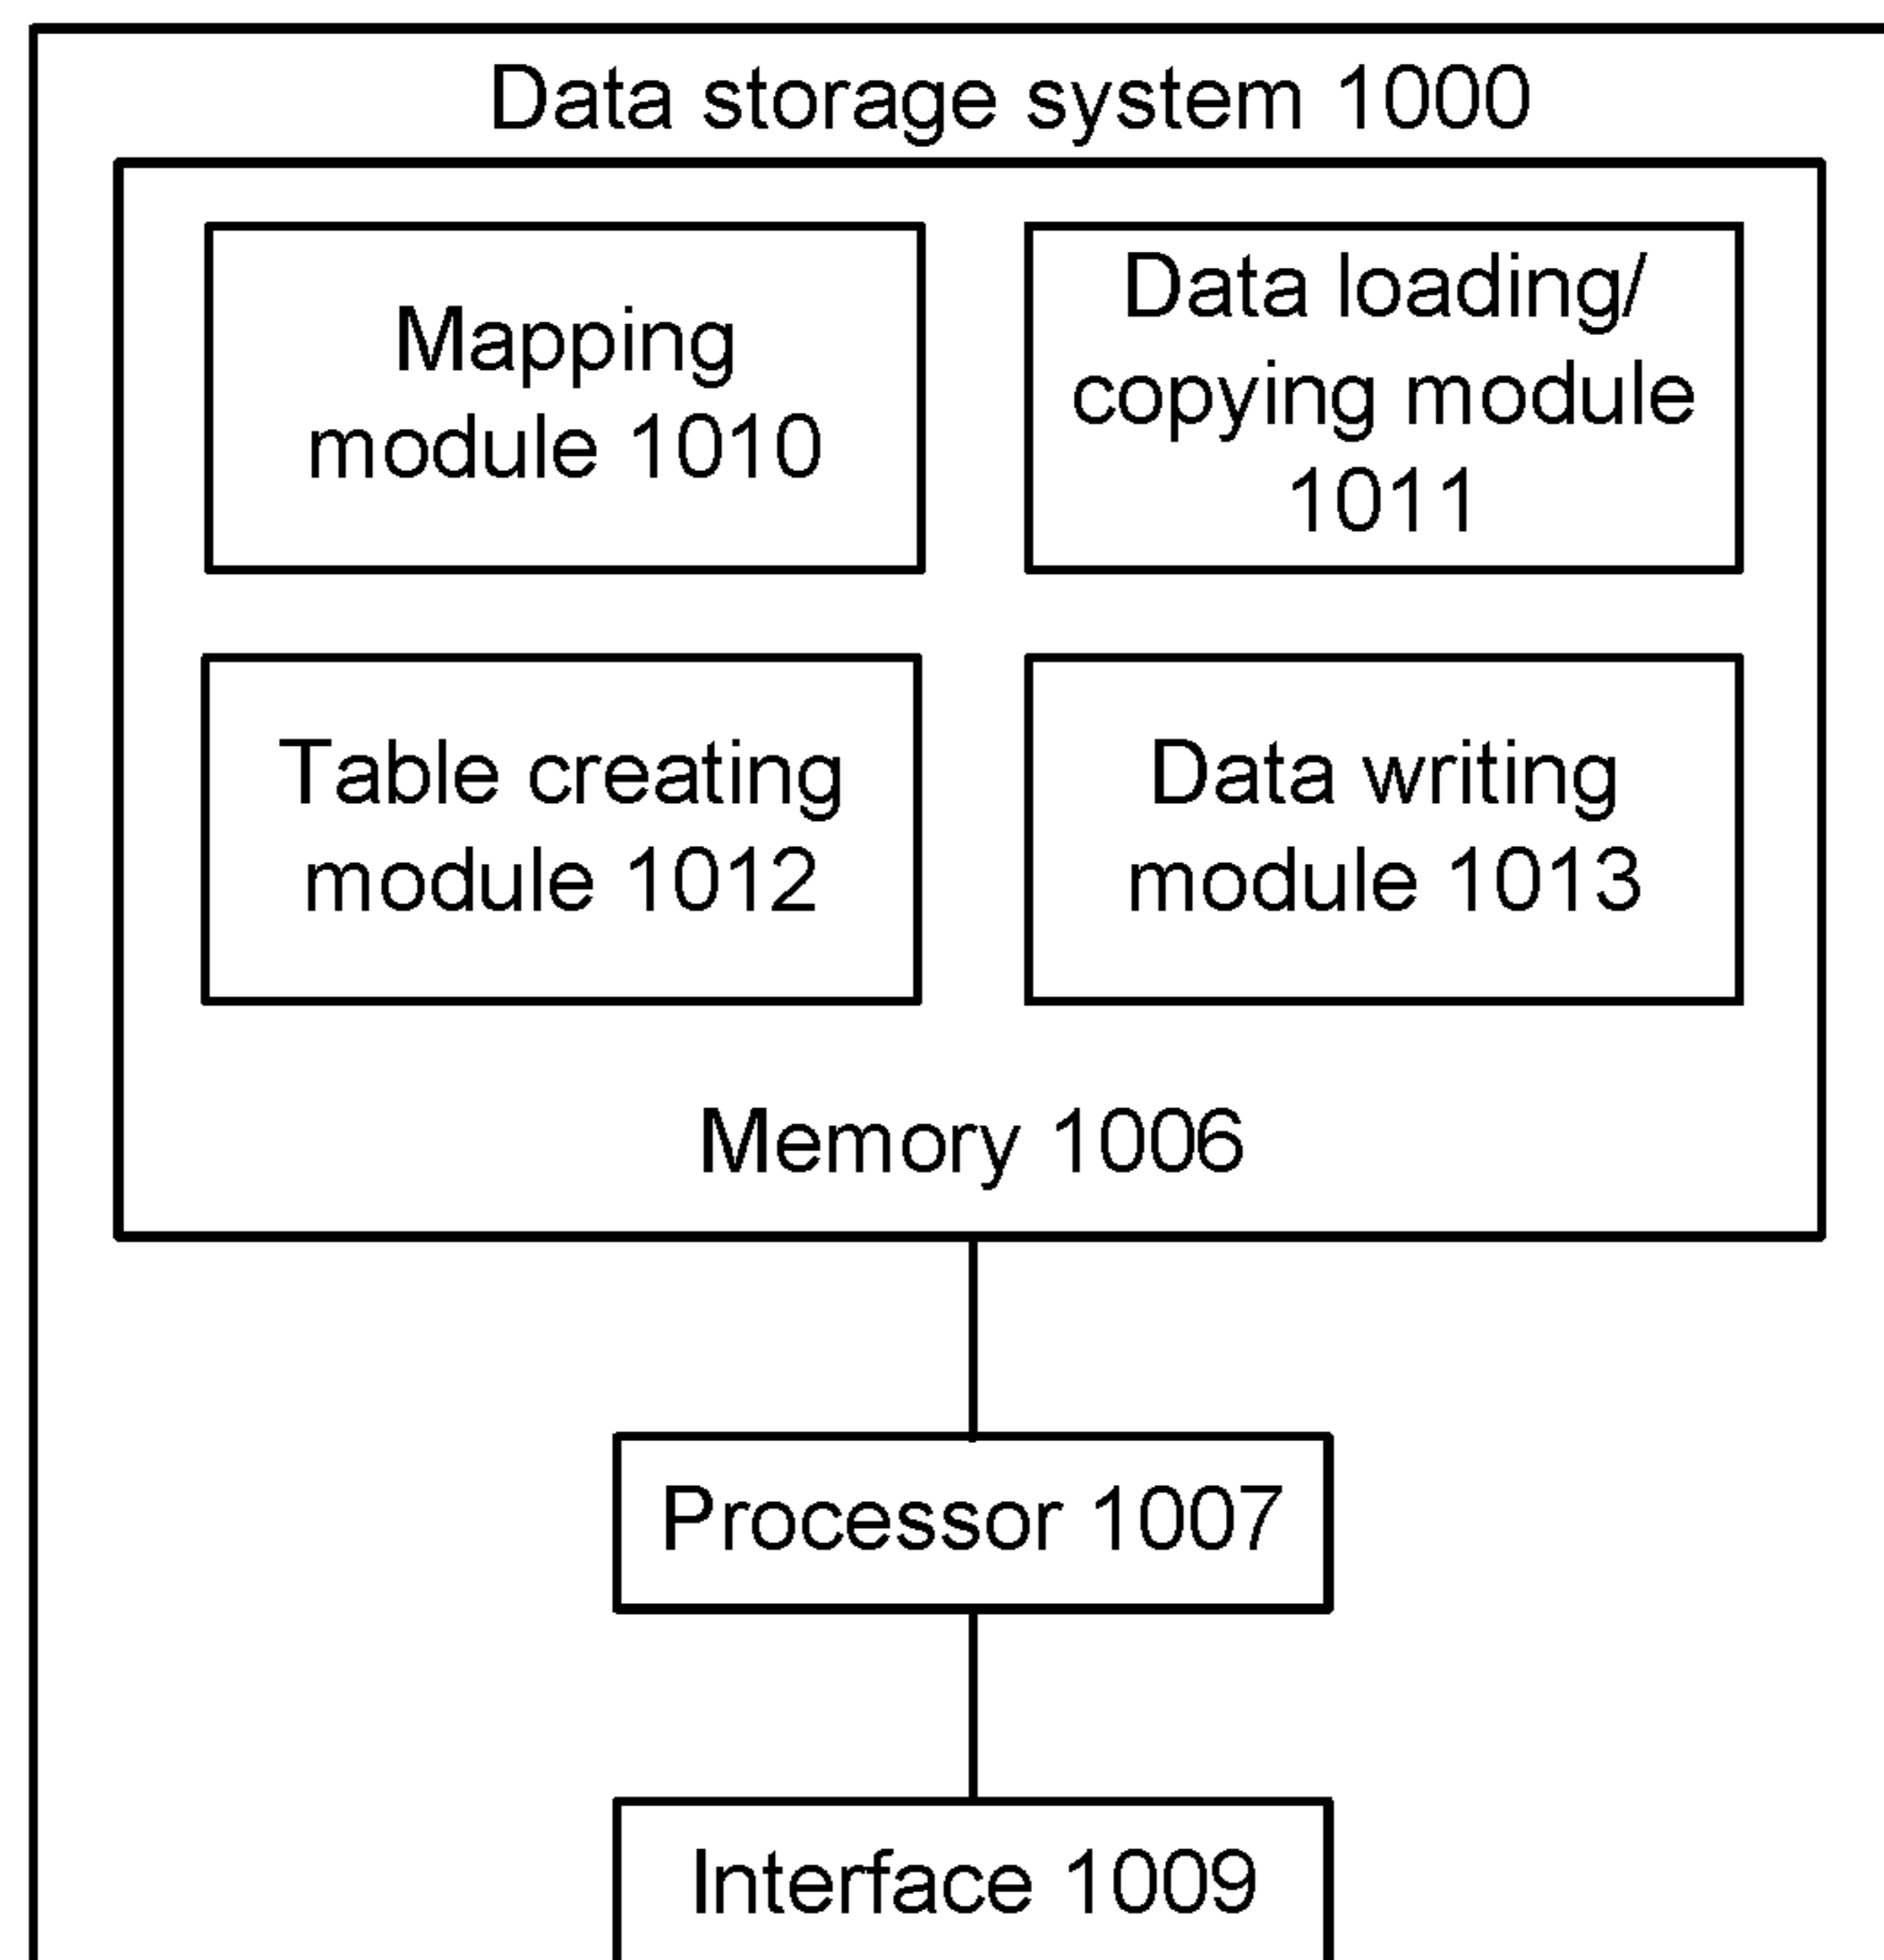 Data storage system 1000
Mapping
module 1010
Data loading/
copying module
1011
Table creating
module 1012
Data writing
module 1013
Memory 1006
Processor 1007
Interface 1009